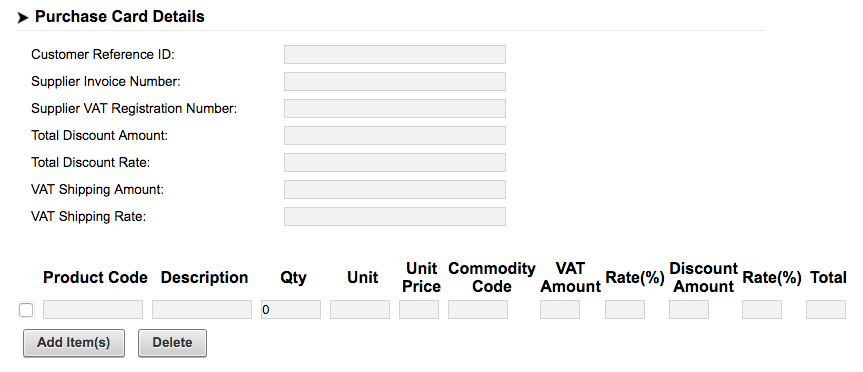 Purchase Card Details
Customer Reference ID:
Supplier Invoice Number:
Supplier VAT Registration Number:
Total Discount Amount:
Total Discount Rate:
VAT Shipping Amount:
VAT Shipping Rate:
Product Code Description Qty Unit Unit Price Commodity Code VAT Amount Rate(%) Discount Amount Rate(%) Total
0
Add Item(s) Delete